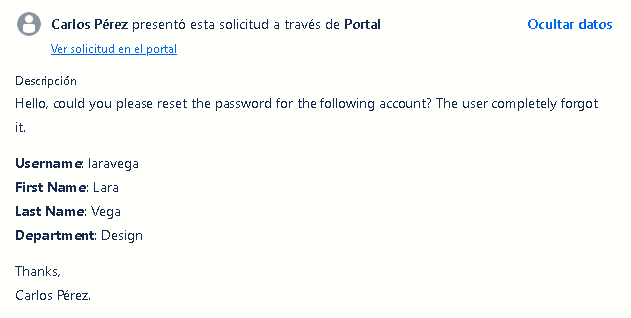 Carlos Pérez presentó esta solicitud a través de Portal
Ocultar datos
Ver solicitud en el portal
Descripción
Hello, could you please reset the password for the following account? The user completely forgot
it.
Username: laravega
First Name: Lara
Last Name: Vega
Department: Design
Thanks,
Carlos Pérez.